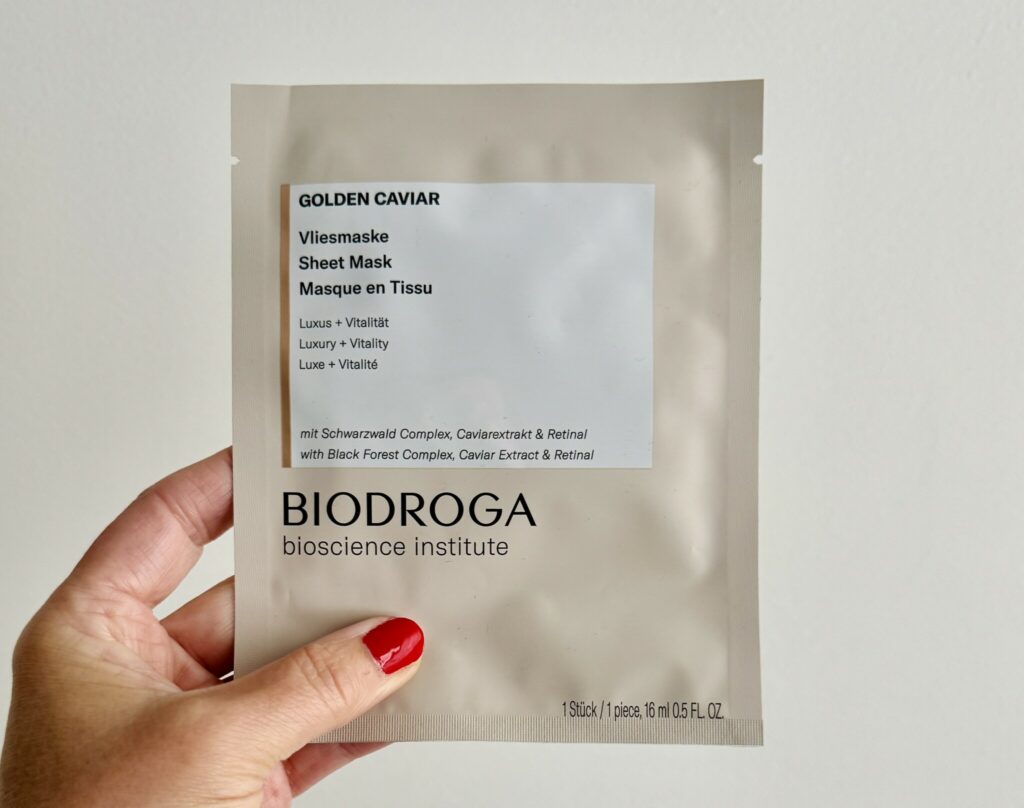 GOLDEN CAVIAR
Vliesmaske
Sheet Mask
Masque en Tissu
Luxus + Vitalität
Luxury + Vitality
Luxe + Vitalité
mit Schwarzwald Complex, Caviarextrakt & Retinal
with Black Forest Complex, Caviar Extract & Retinal
BIODROGA
bioscience institute
1 Stück / 1 piece, 16 ml 0.5 FL. OZ.